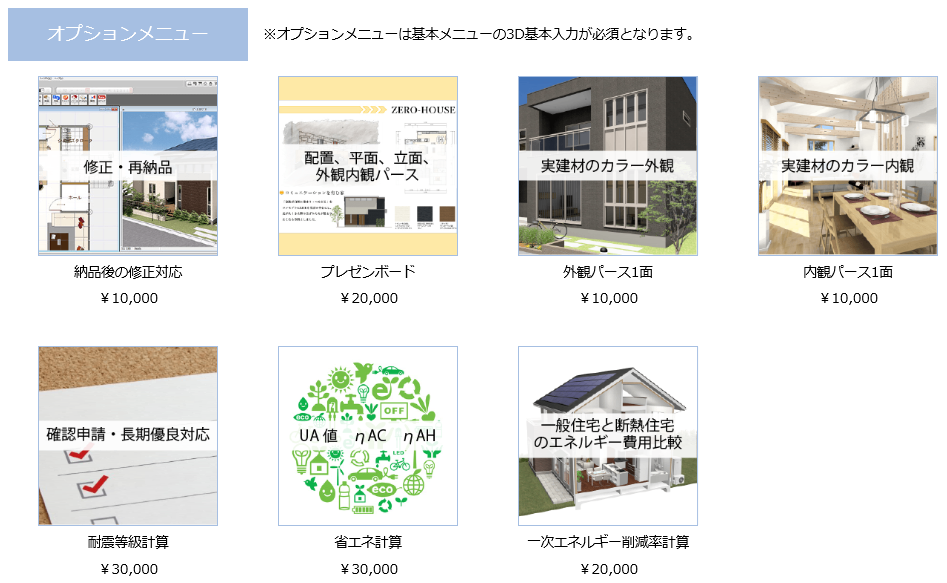 オプションメニュー
※オプションメニューは基本メニューの3D基本入力が必須となります。
修正・再納品
ホール
納品後の修正対応
￥10,000
ZERO-HOUSE
配置、平面、立面、
外観内観パース
プレゼンボード
￥20,000
実建材のカラー外観
外観パース1面
￥10,000
実建材のカラー内観
内観パース1面
￥10,000
確認申請・長期優良対応
耐震等級計算
￥30,000
eco
eco
OFF
UA 値 ηAC ηAH
eco
省エネ計算
￥30,000
一般住宅と断熱住宅
のエネルギー費用比較
一次エネルギー削減率計算
￥20,000